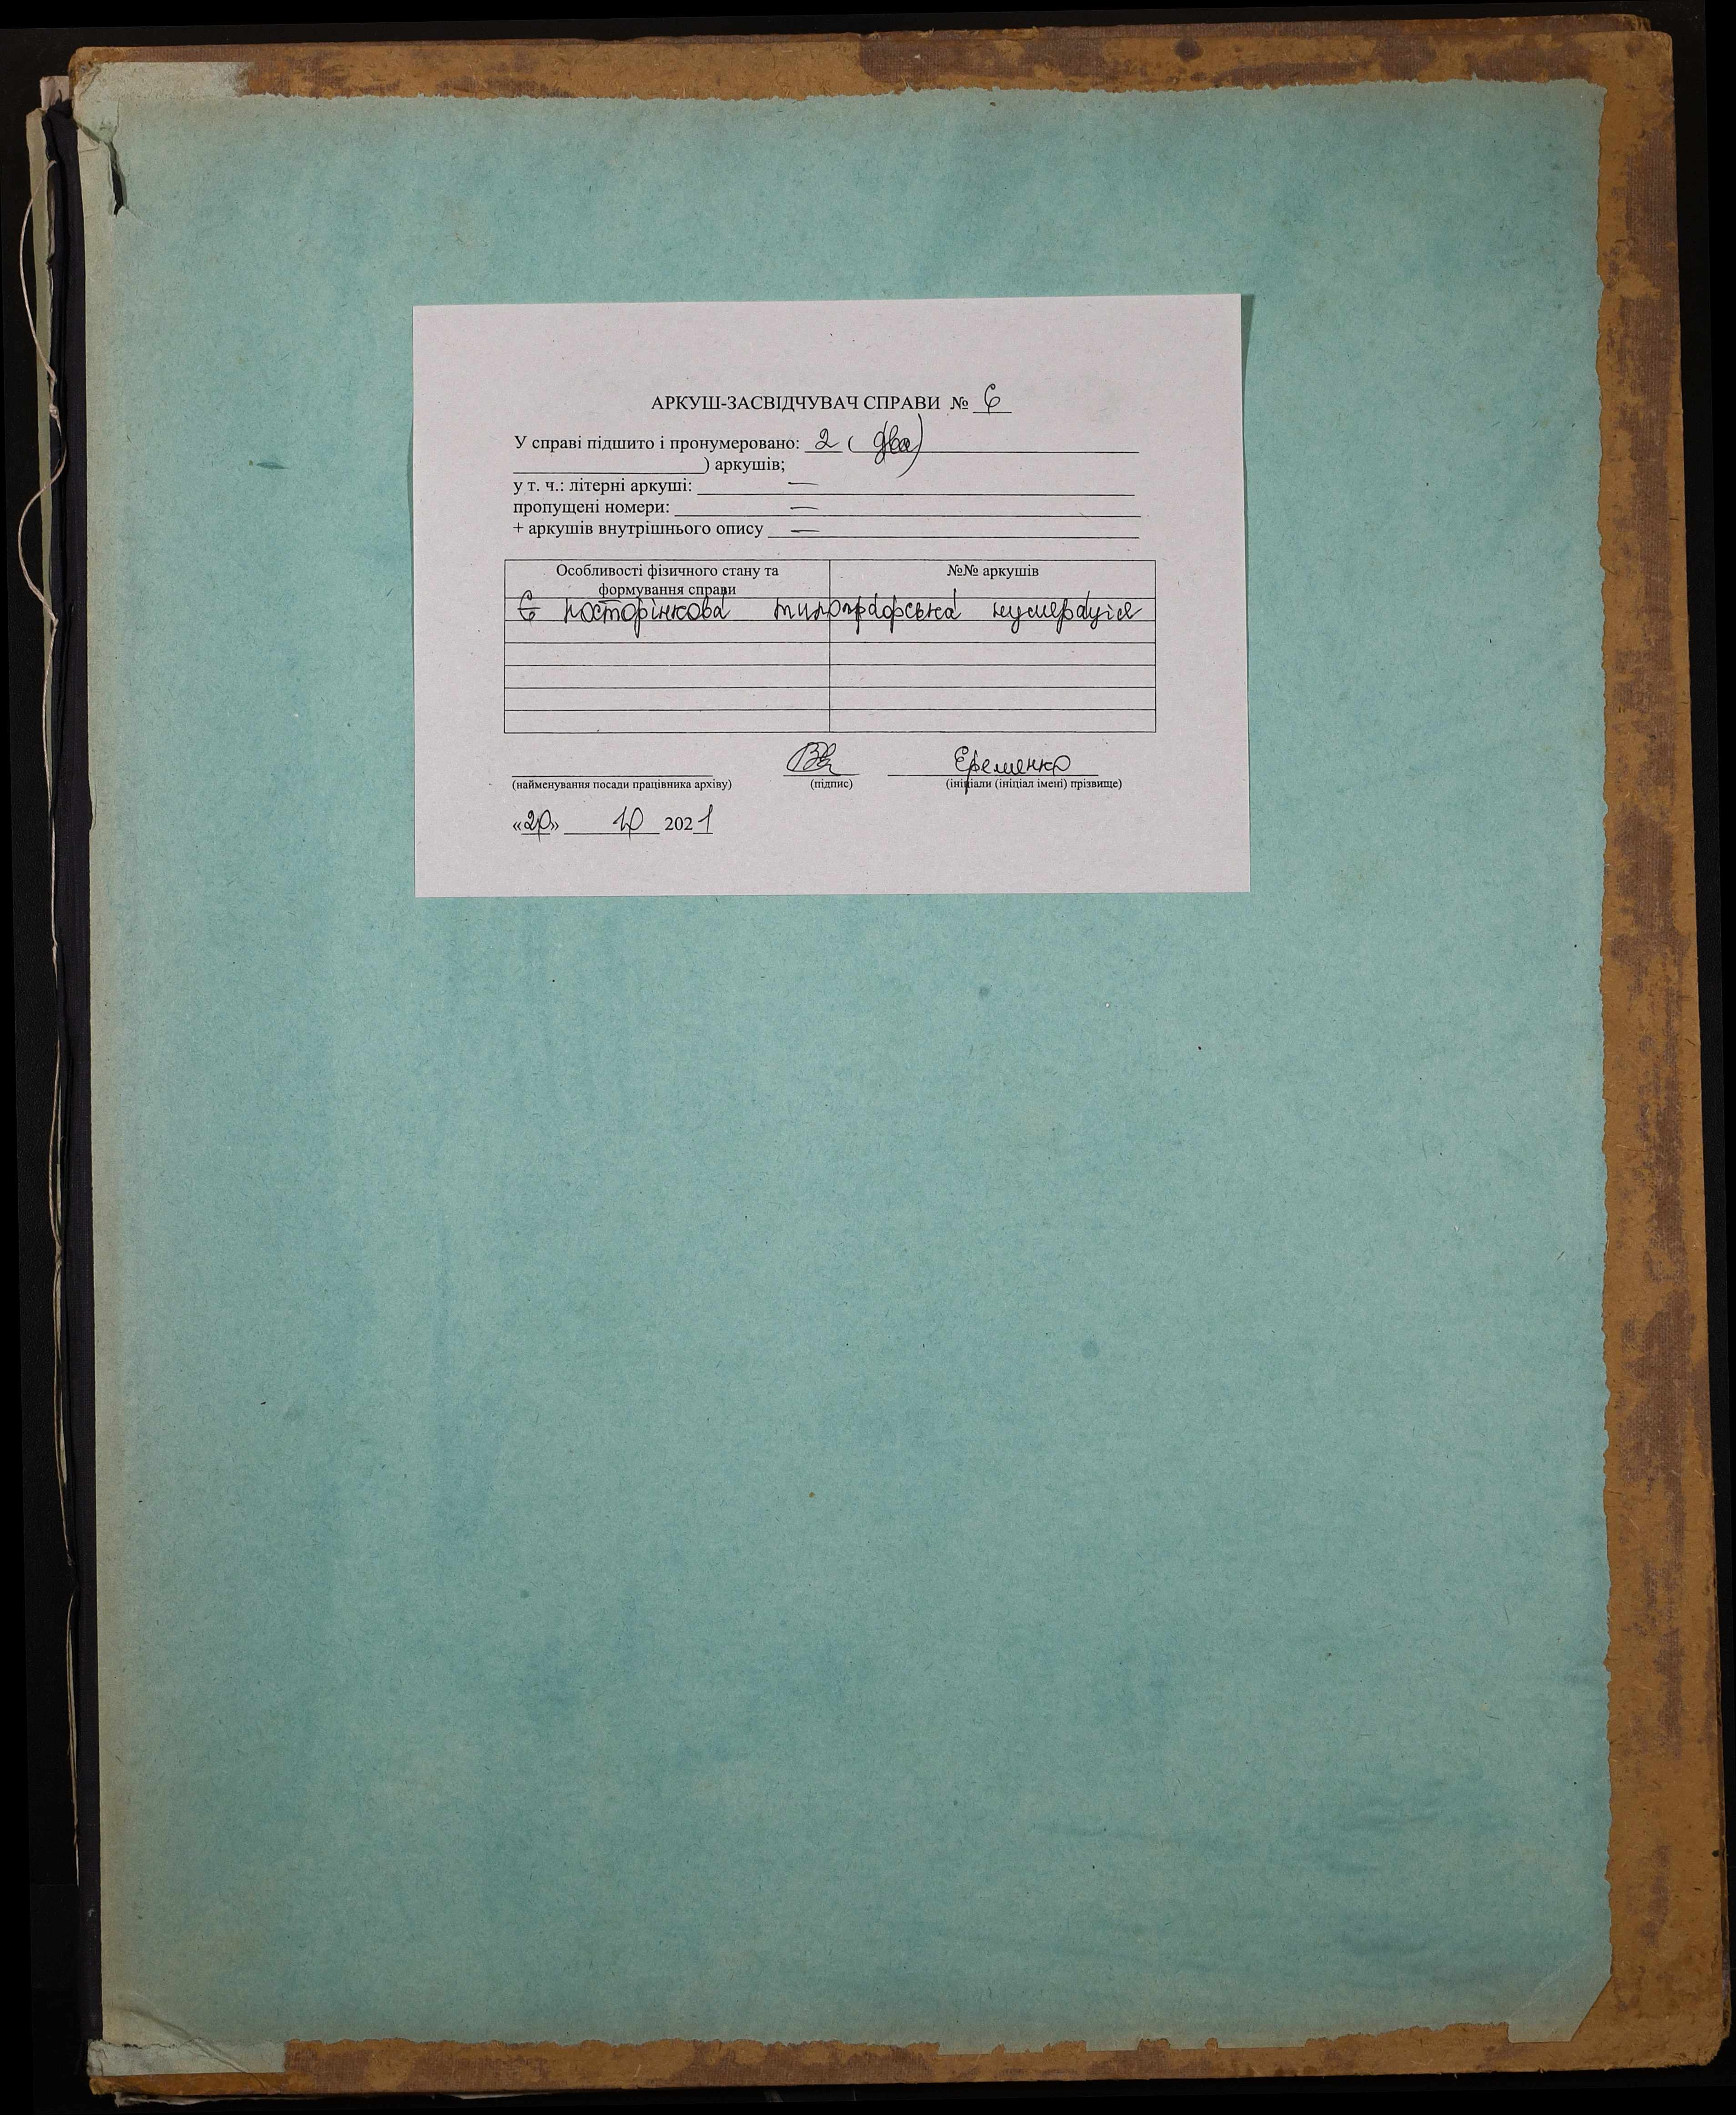 АРКУШ-ЗАСВІДЧУВАЧ СПРАВИ № 6
У справі підшито і пронумеровано: 2 ( два)
) аркушів;
у т. ч.: літерні аркуші: —
пропущені номери: —
+ аркушів внутрішнього опису —
Особливості фізичного стану та формування справи
№№ аркушів
Є посторінкова типографська нумерація
Еременко
(найменування посади працівника архіву) (підпис) (ініціали (ініціал імені) прізвище)
«20» 10 2021